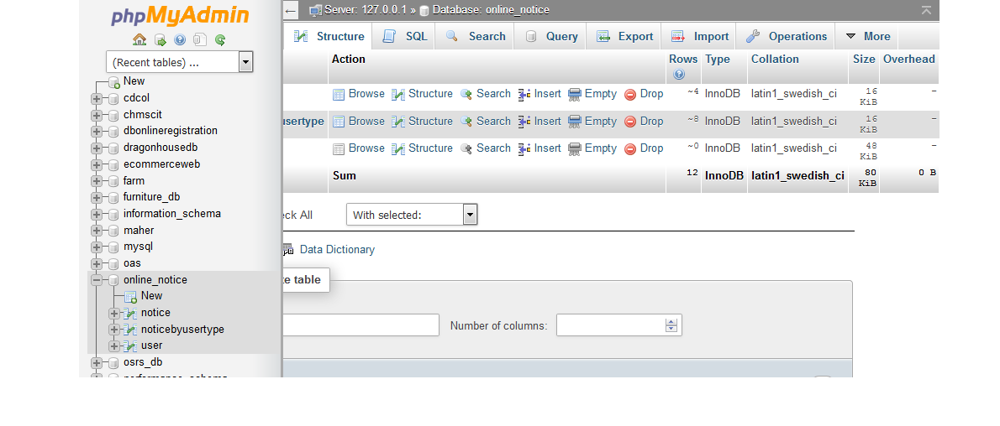 phpMyAdmin
(Recent tables) ...
New
cdcol
chmscit
dbonlineregistration
dragonhousedb
ecommerceweb
farm
furniture_db
information_schema
maher
mysql
oas
online_notice
New
notice
noticebyusertype
user
osrs_db
Server: 127.0.0.1 » Database: online_notice
Structure SQL Search Query Export Import Operations More
Action Rows Type Collation Size Overhead
Browse Structure Search Insert Empty Drop ~4 InnoDB latin1_swedish_ci 16 KiB -
usertype Browse Structure Search Insert Empty Drop ~8 InnoDB latin1_swedish_ci 16 KiB -
Browse Structure Search Insert Empty Drop ~0 InnoDB latin1_swedish_ci 48 KiB -
Sum 12 InnoDB latin1_swedish_ci 80 KiB 0 B
ck All With selected:
Data Dictionary
te table
Number of columns: